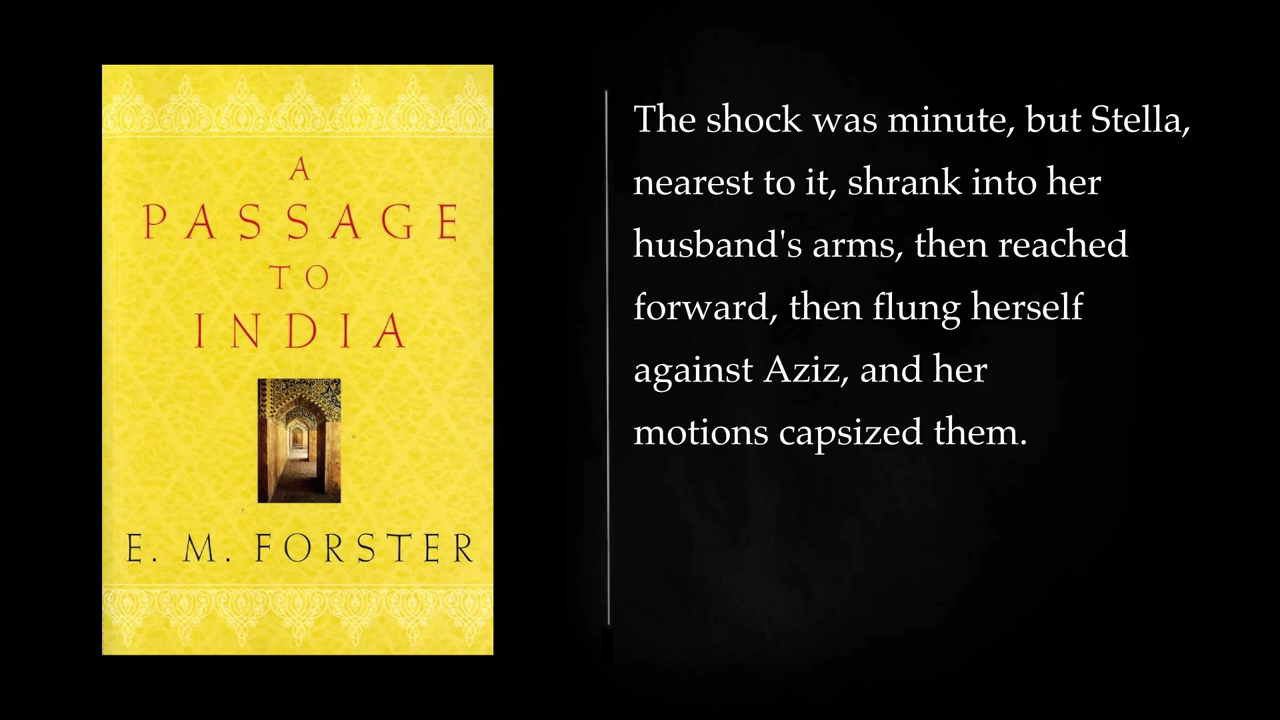 A
PASSAGE
TO
INDIA
E. M. FORSTER
The shock was minute, but Stella,
nearest to it, shrank into her
husband's arms, then reached
forward, then flung herself
against Aziz, and her
motions capsized them.